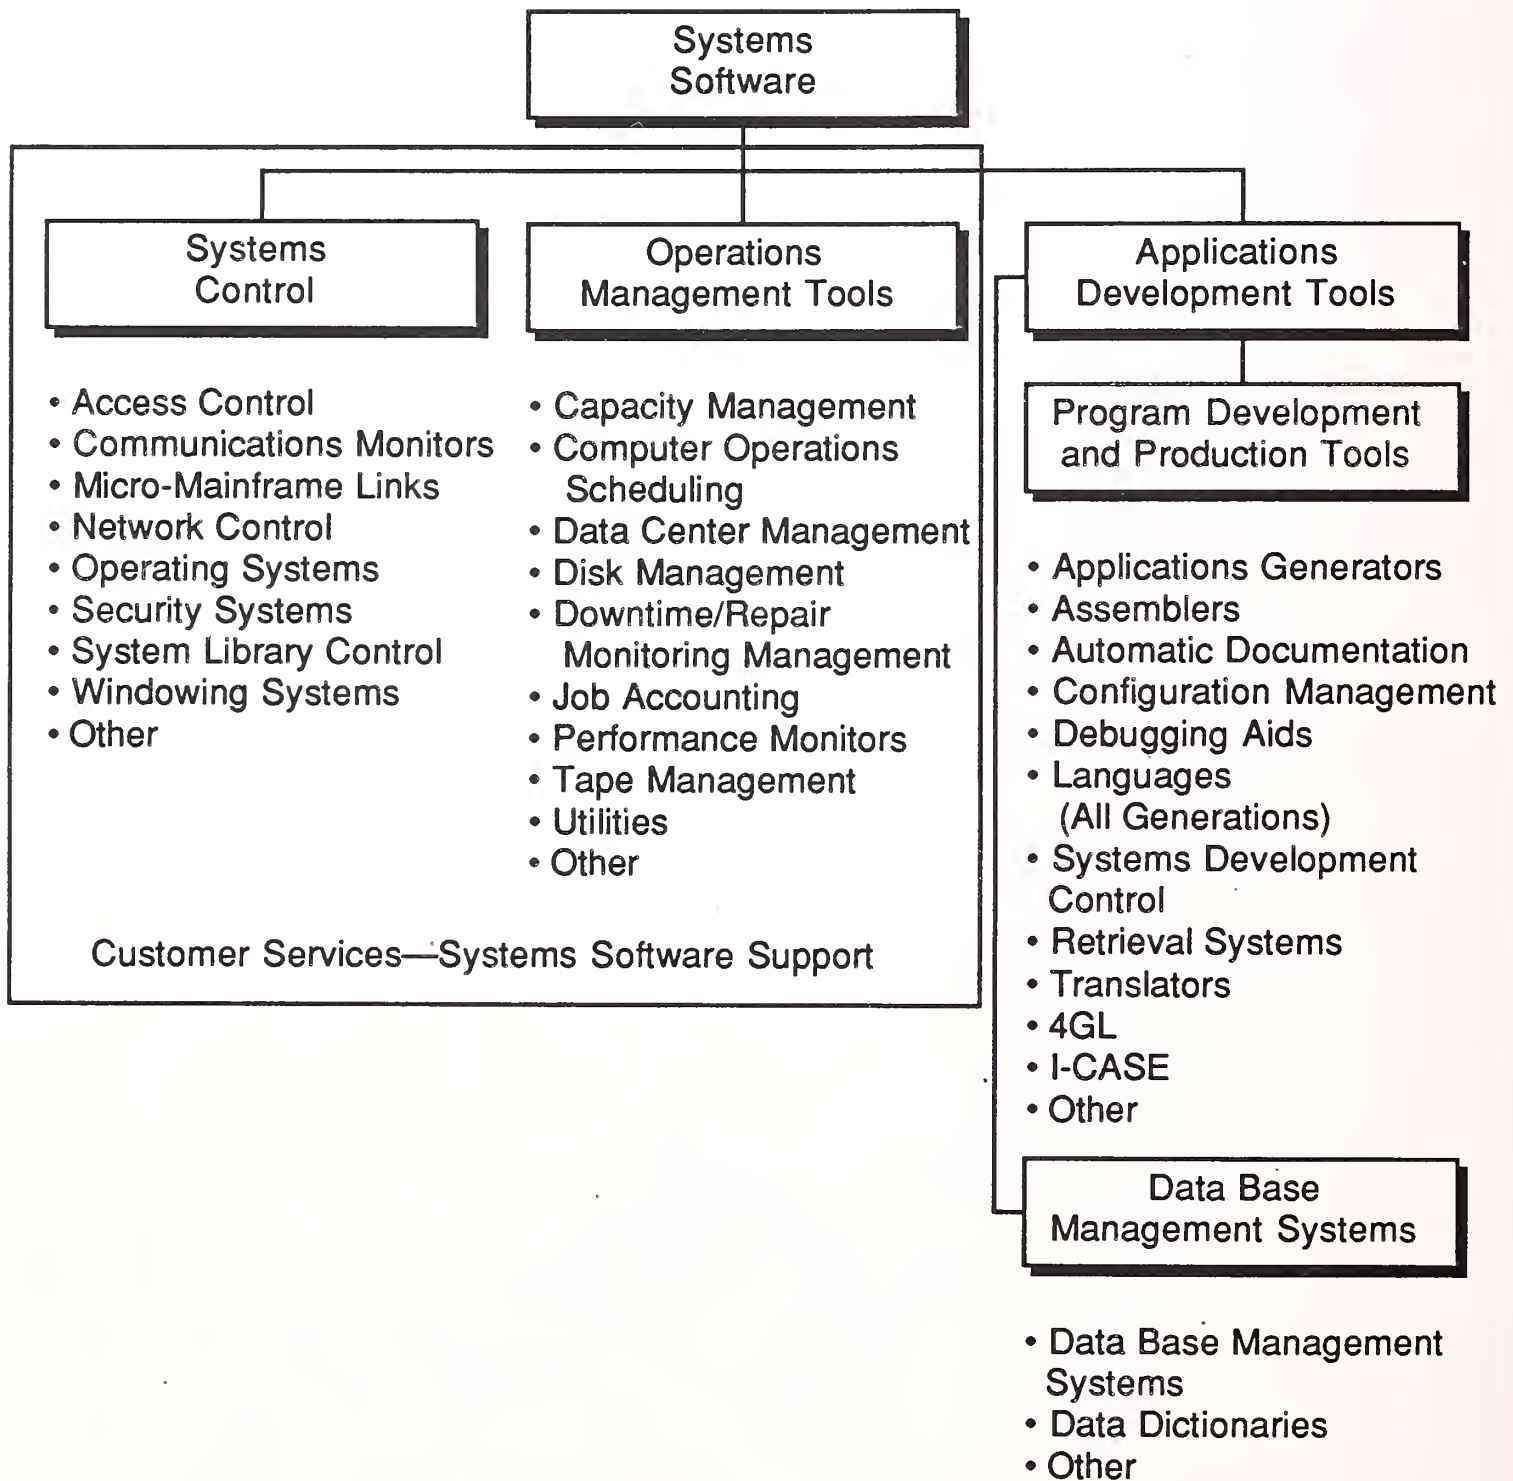 Systems
Software
Systems
Control
• Access Control
• Communications Monitors
• Micro-Mainframe Links
• Network Control
• Operating Systems
• Security Systems
• System Library Control
• Windowing Systems
• Other
Operations
Management Tools
• Capacity Management
• Computer Operations
Scheduling
• Data Center Management
• Disk Management
• Downtime/Repair
Monitoring Management
• Job Accounting
• Performance Monitors
• Tape Management
• Utilities
• Other
Customer Services—Systems Software Support
Applications
Development Tools
Program Development
and Production Tools
• Applications Generators
• Assemblers
• Automatic Documentation
• Configuration Management
• Debugging Aids
• Languages
(All Generations)
• Systems Development
Control
• Retrieval Systems
• Translators
• 4GL
• I-CASE
• Other
Data Base
Management Systems
• Data Base Management
Systems
• Data Dictionaries
• Other